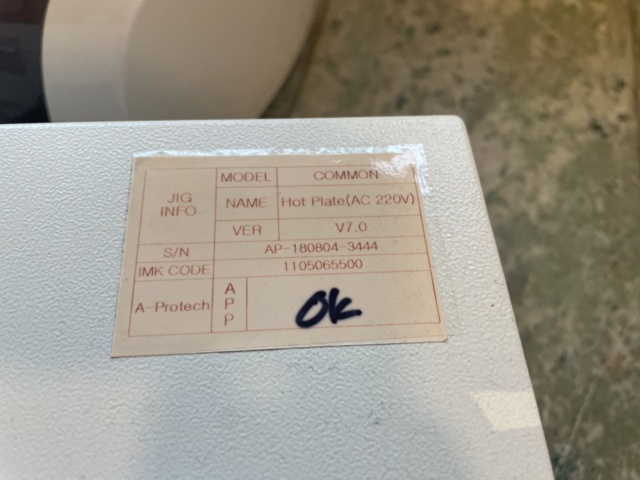 JIG INFO
MODEL COMMON
NAME Hot Plate(AC 220V)
VER V7.0
S/N AP-180804-3444
IMK CODE 1105065500
A-Protech APP Ok